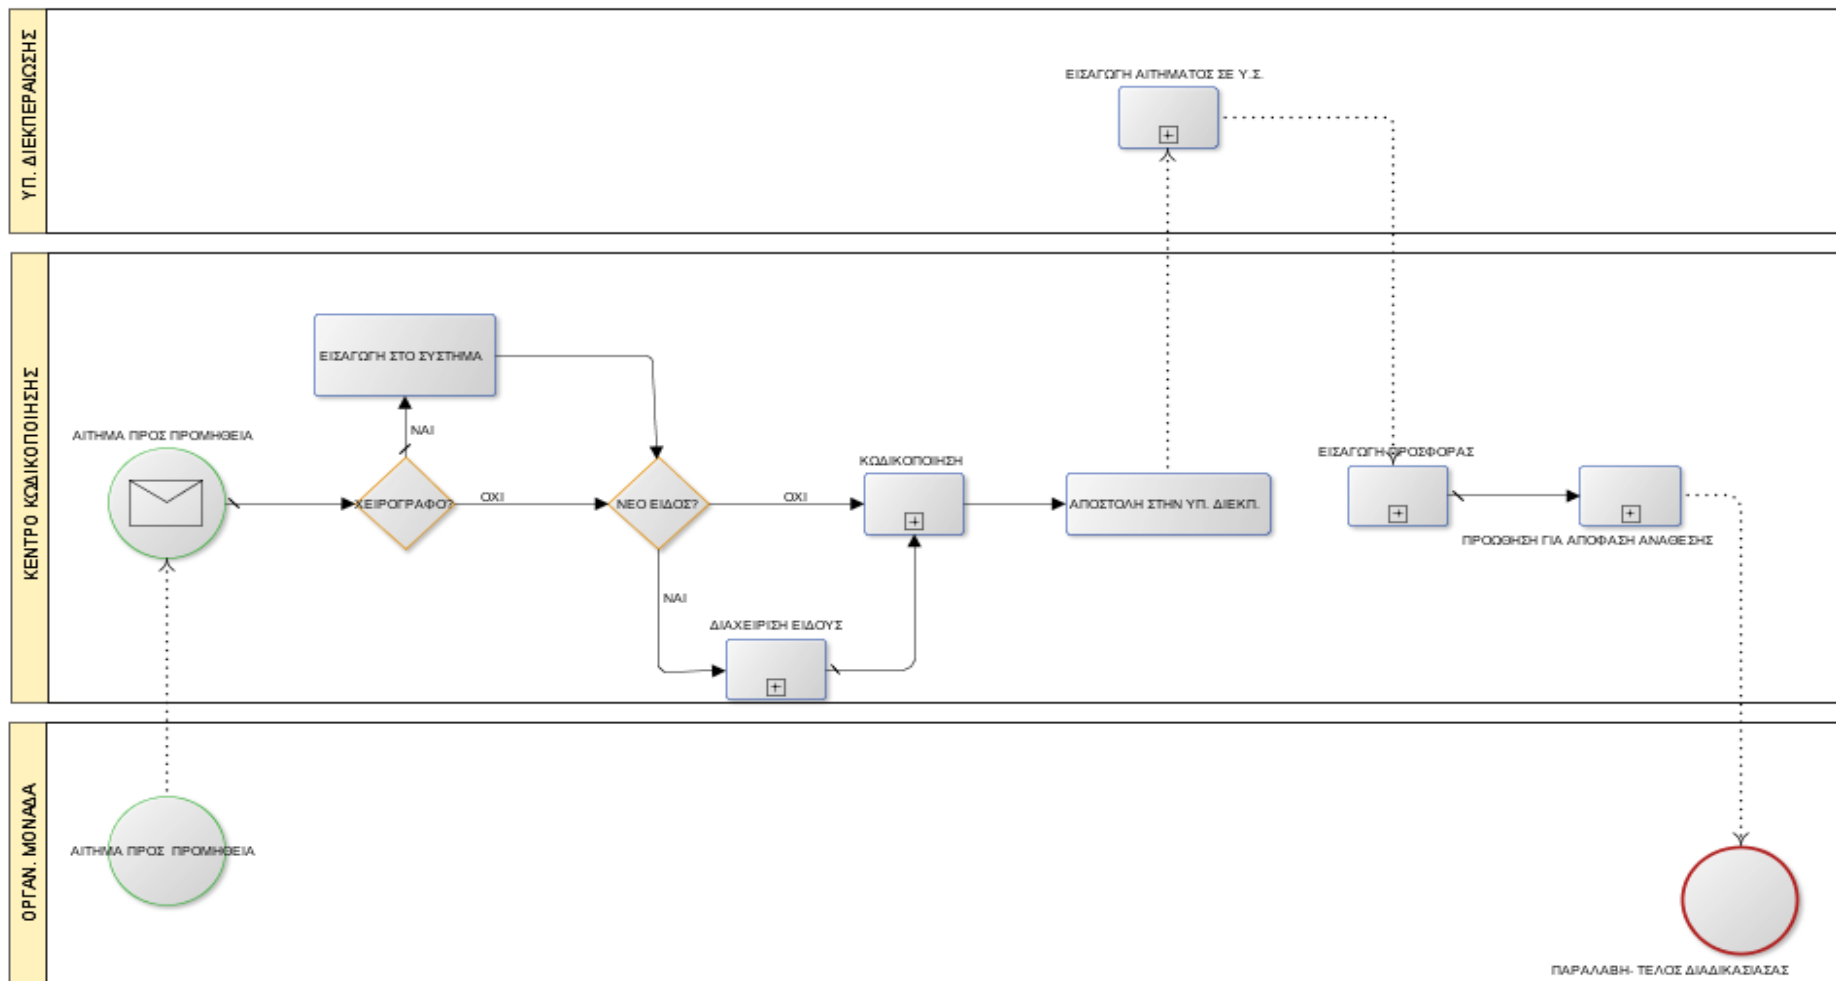 ΥΠ. ΔΙΕΚΠΕΡΑΙΩΣΗΣ
ΕΙΣΑΓΩΓΗ ΑΙΤΗΜΑΤΟΣ ΣΕ Υ.Σ.
ΚΕΝΤΡΟ ΚΩΔΙΚΟΠΟΙΗΣΗΣ
ΕΙΣΑΓΩΓΗ ΣΤΟ ΣΥΣΤΗΜΑ
ΑΙΤΗΜΑ ΠΡΟΣ ΠΡΟΜΗΘΕΙΑ
ΝΑΙ
ΧΕΙΡΟΓΡΑΦΟ?
ΟΧΙ
ΝΕΟ ΕΙΔΟΣ?
ΟΧΙ
ΚΩΔΙΚΟΠΟΙΗΣΗ
ΑΠΟΣΤΟΛΗ ΣΤΗΝ ΥΠ. ΔΙΕΚΠ.
ΕΙΣΑΓΩΓΗ ΠΡΟΣΦΟΡΑΣ
ΠΡΟΩΘΗΣΗ ΓΙΑ ΑΠΟΦΑΣΗ ΑΝΑΘΕΣΗΣ
ΝΑΙ
ΔΙΑΧΕΙΡΙΣΗ ΕΙΔΟΥΣ
ΟΡΓΑΝ. ΜΟΝΑΔΑ
ΑΙΤΗΜΑ ΠΡΟΣ ΠΡΟΜΗΘΕΙΑ
ΠΑΡΑΛΑΒΗ- ΤΕΛΟΣ ΔΙΑΔΙΚΑΣΙΑΣΑΣ